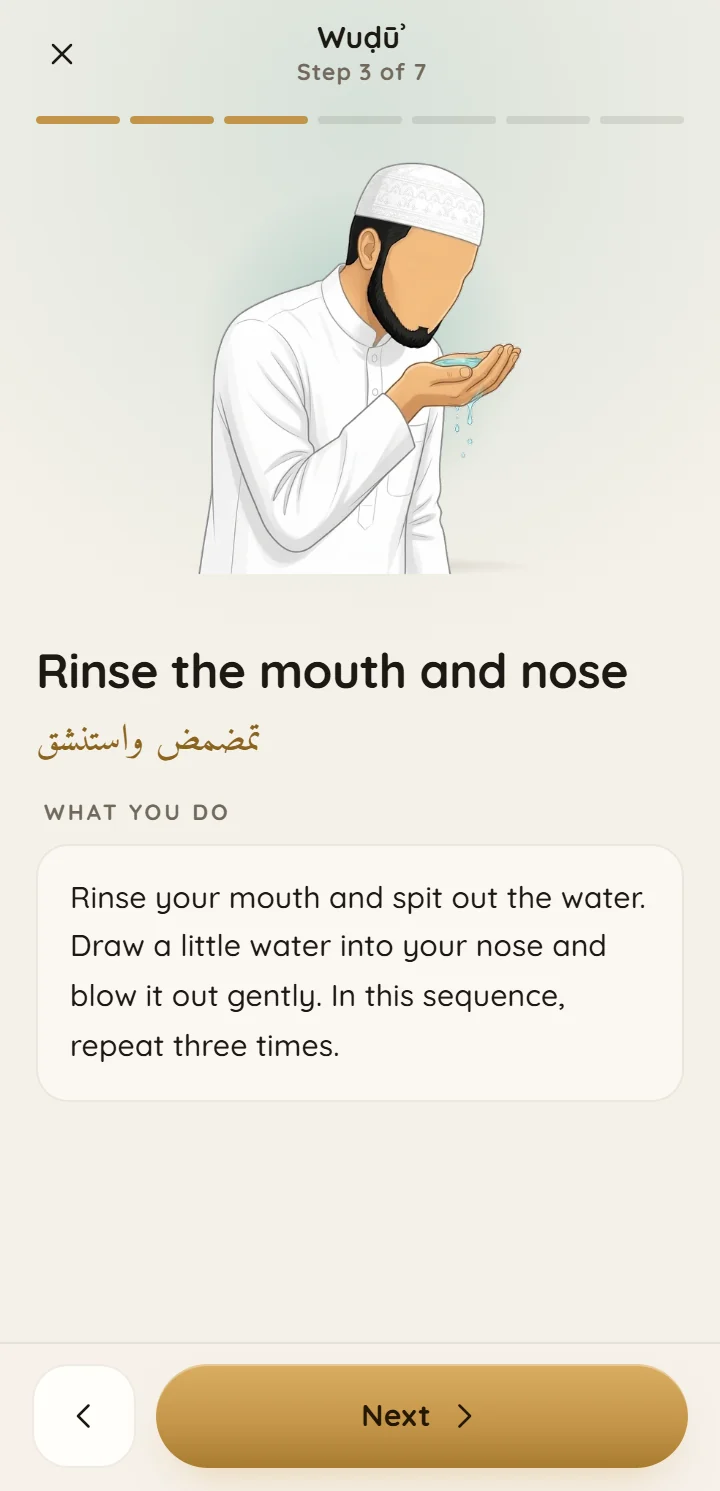 Wuḍūʾ
Step 3 of 7
Rinse the mouth and nose
تمضمض واستنشق
WHAT YOU DO
Rinse your mouth and spit out the water.
Draw a little water into your nose and
blow it out gently. In this sequence,
repeat three times.
Next